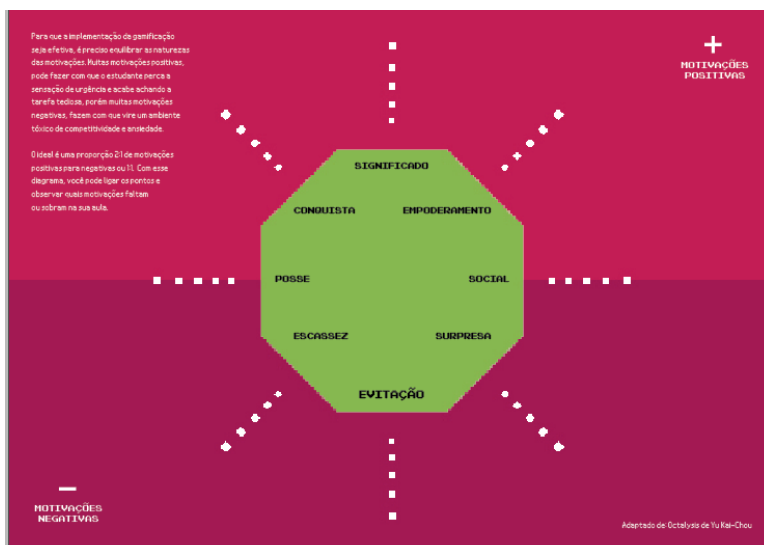 Para que a implementação da gamificação
seja efetiva, é preciso equilibrar as naturezas
das motivações. Muitas motivações positivas,
pode fazer com que o estudante perca a
sensação de urgência e acabe achando a
tarefa tediosa, porém muitas motivações
negativas, fazem com que vire um ambiente
tóxico de competitividade e ansiedade.
O ideal é uma proporção 2:1 de motivações
positivas para negativas ou 1:1. Com esse
diagrama, você pode ligar os pontos e
observar quais motivações faltam
ou sobram na sua aula.
+
MOTIVAÇÕES
POSITIVAS
SIGNIFICADO
CONQUISTA
EMPODERAMENTO
POSSE
SOCIAL
ESCASSEZ
SURPRESA
EVITAÇÃO
–
MOTIVAÇÕES
NEGATIVAS
Adaptado de Octalysis de Yu Kai-Chou